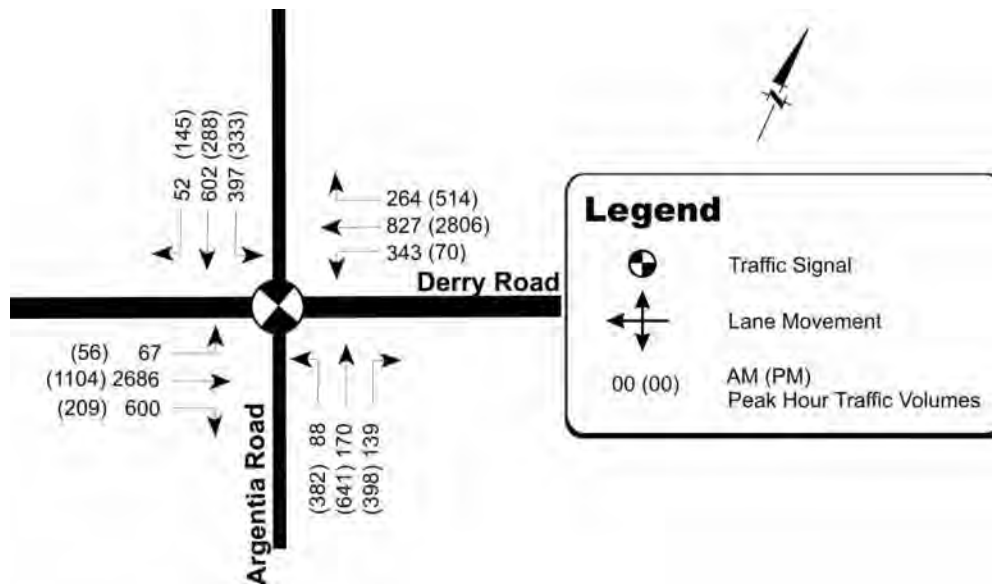 52 (145)
602 (288)
397 (333)
264 (514)
827 (2806)
343 (70)
Derry Road
(56) 67
(1104) 2686
(209) 600
(382) 88
(641) 170
(398) 139
Argentia Road
N
Legend
Traffic Signal
Lane Movement
00 (00)
AM (PM)
Peak Hour Traffic Volumes